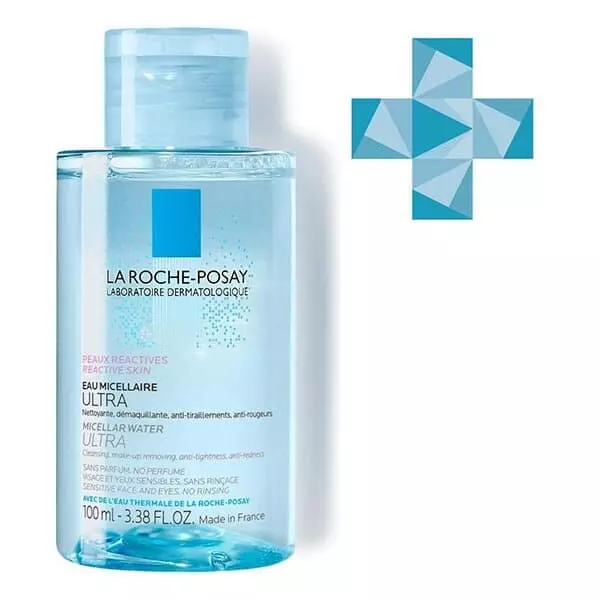 LA ROCHE-POSAY
LABORATOIRE DERMATOLOGIQUE
PEAUX REACTIVES
REACTIVE SKIN
EAU MICELLAIRE
ULTRA
Nettoyante, démaquillante, anti-tiraillements, anti-rougeurs
MICELLAR WATER
ULTRA
Cleansing, make-up removing, anti-tightness, anti-redness
SANS PARFUM, NO PERFUME
VISAGE ET YEUX SENSIBLES, SANS RINÇAGE
SENSITIVE FACE AND EYES, NO RINSING
AVEC DE L'EAU THERMALE DE LA ROCHE-POSAY
100 ml - 3.38 FL.OZ. Made in France